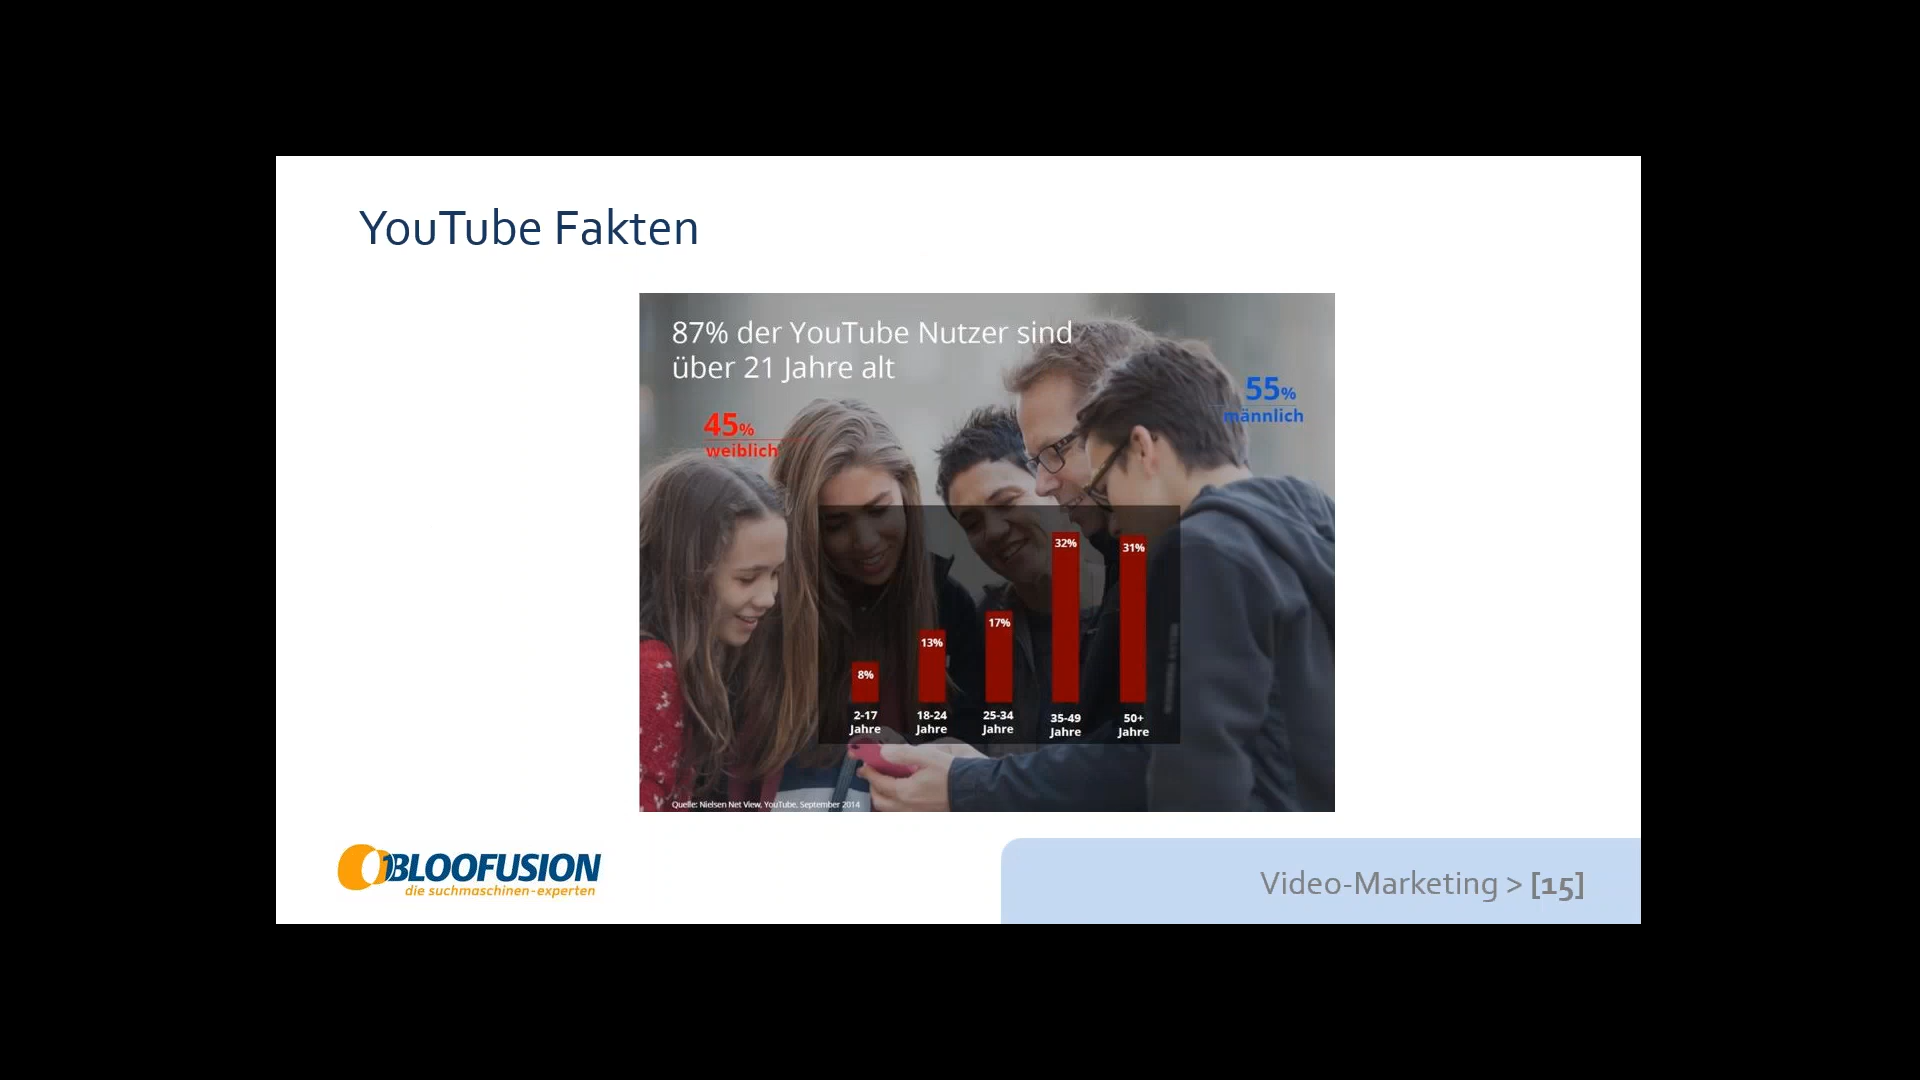 YouTube Fakten
87% der YouTube Nutzer sind
über 21 Jahre alt
45%
weiblich
55%
männlich
8%
13%
17%
32%
31%
2-17
Jahre
18-24
Jahre
25-34
Jahre
35-49
Jahre
50+
Jahre
Quelle: Nielsen Net View, YouTube, September 2014
BLOOFUSION
die suchmaschinen-experten
Video-Marketing > [15]